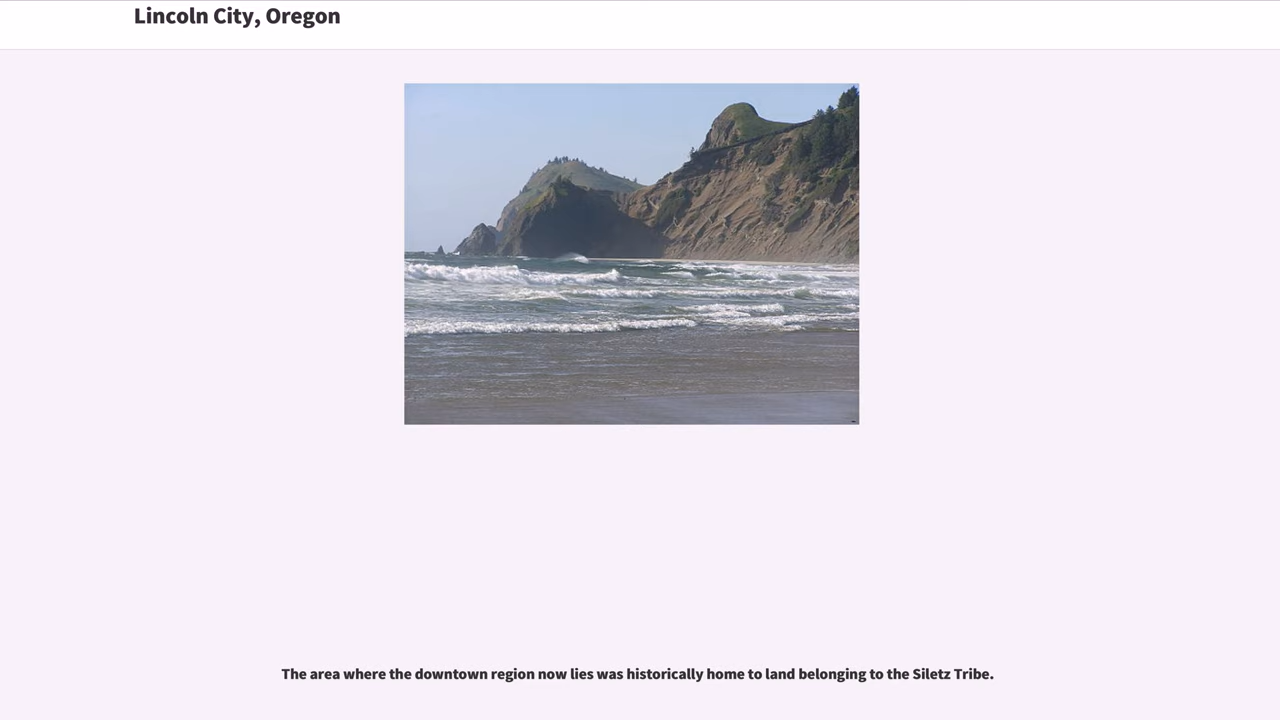 Lincoln City, Oregon
The area where the downtown region now lies was historically home to land belonging to the Siletz Tribe.